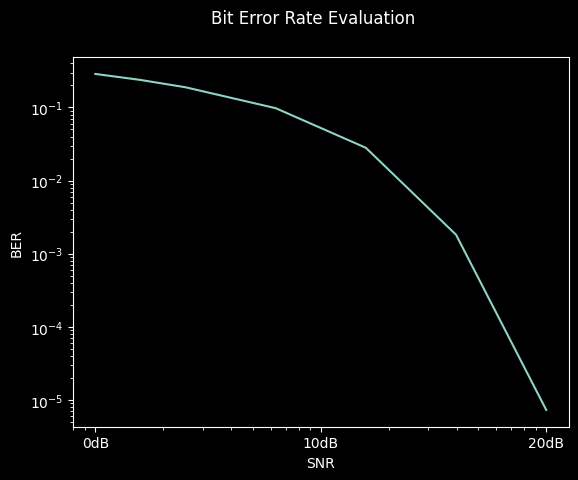 Bit Error Rate Evaluation
10⁻¹
10⁻²
10⁻³
10⁻⁴
10⁻⁵
BER
0dB 10dB 20dB
SNR